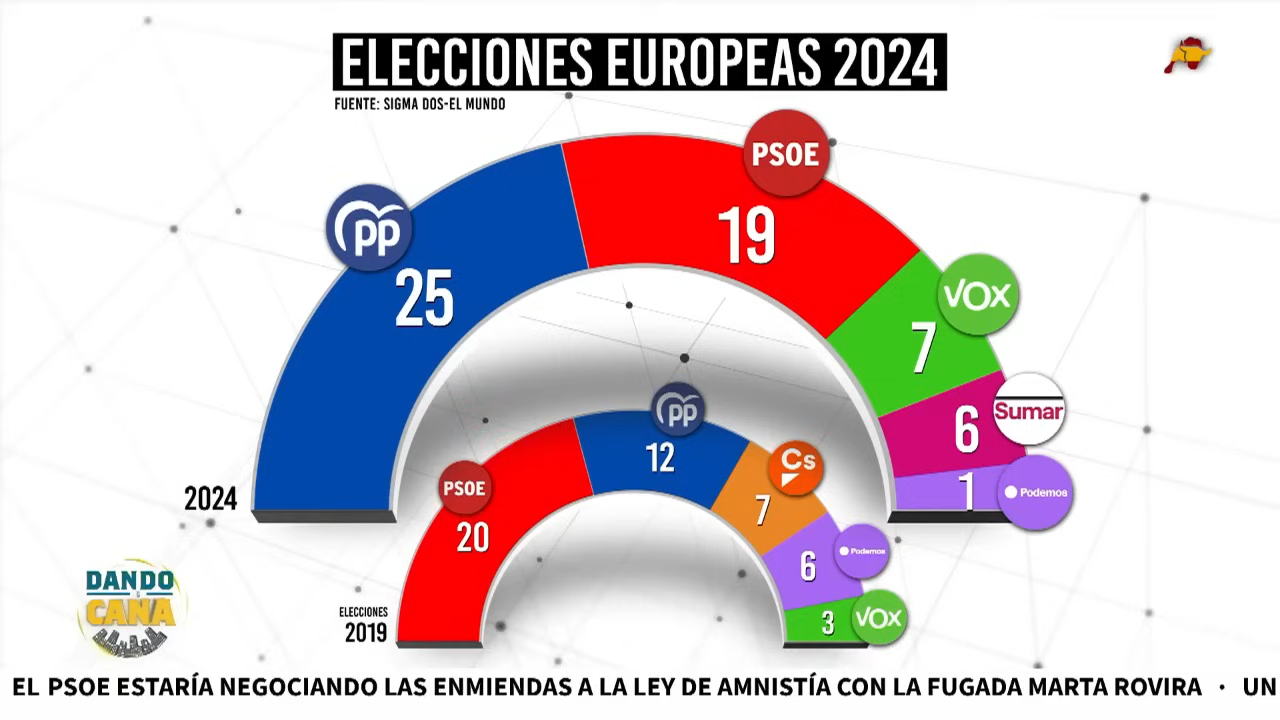 ELECCIONES EUROPEAS 2024
FUENTE: SIGMA DOS-EL MUNDO
PSOE
19
PP
25
VOX
7
Sumar
6
Podemos
1
2024
PP
12
PSOE
20
Cs
7
Podemos
6
VOX
3
ELECCIONES
2019
DANDO
CAÑA
EL PSOE ESTARÍA NEGOCIANDO LAS ENMIENDAS A LA LEY DE AMNISTÍA CON LA FUGADA MARTA ROVIRA · UN